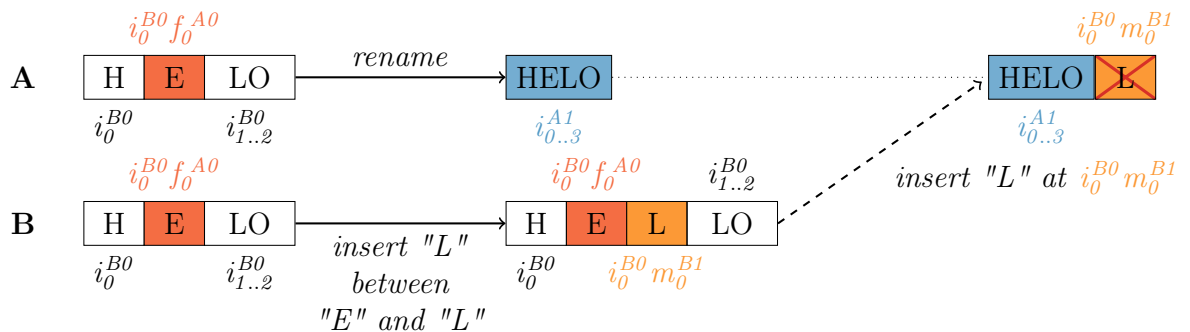 i₀ᴮ⁰f₀ᴬ⁰
A H E LO rename HELO HELO L
i₀ᴮ⁰ i₁..₂ᴮ⁰ i₀..₃ᴬ¹ i₀..₃ᴬ¹
i₀ᴮ⁰m₀ᴮ¹
i₀ᴮ⁰f₀ᴬ⁰ i₀ᴮ⁰f₀ᴬ⁰ i₁..₂ᴮ⁰ insert "L" at i₀ᴮ⁰m₀ᴮ¹
B H E LO H E L LO
i₀ᴮ⁰ i₁..₂ᴮ⁰ insert "L" i₀ᴮ⁰ i₀ᴮ⁰m₀ᴮ¹
between
"E" and "L"